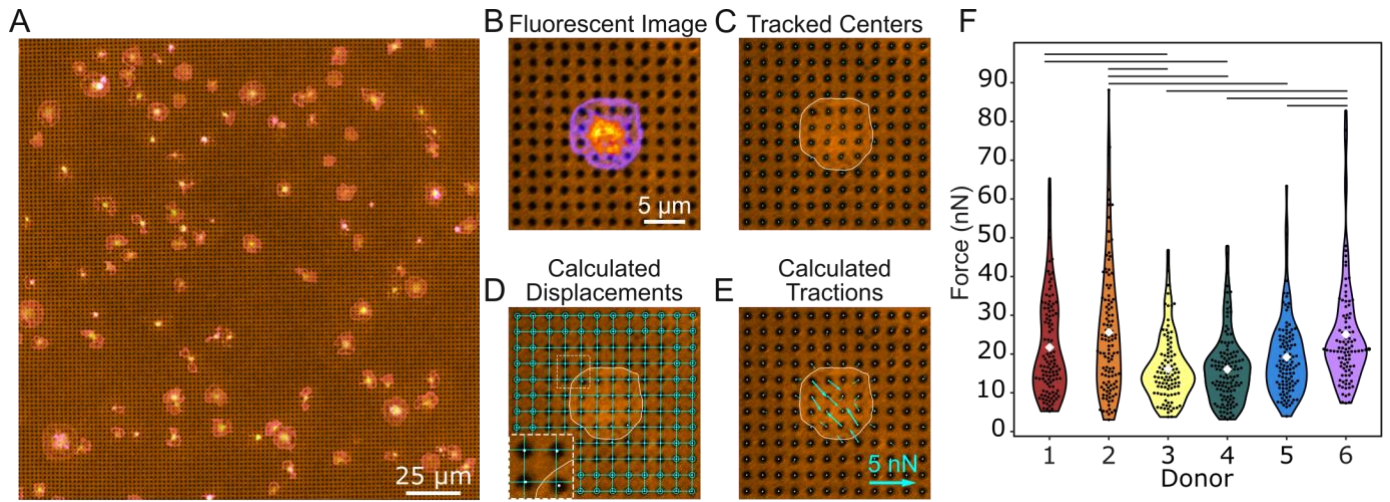 A
25 µm
B Fluorescent Image
5 µm
C Tracked Centers
D Calculated
Displacements
E Calculated
Tractions
5 nN
F
Force (nN)
90
80
70
60
50
40
30
20
10
0
1 2 3 4 5 6
Donor